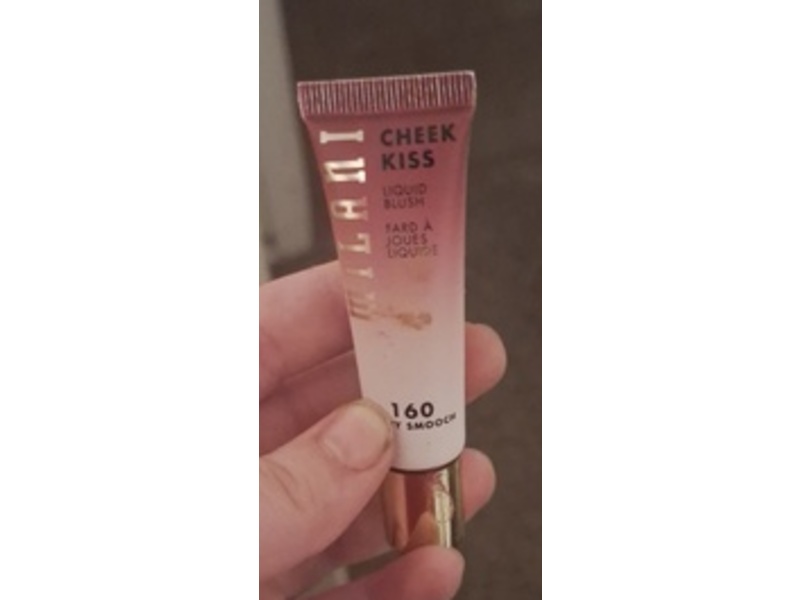 MILANI
CHEEK
KISS
LIQUID
BLUSH
FARD À
JOUES
LIQUIDE
160
SMOOCH